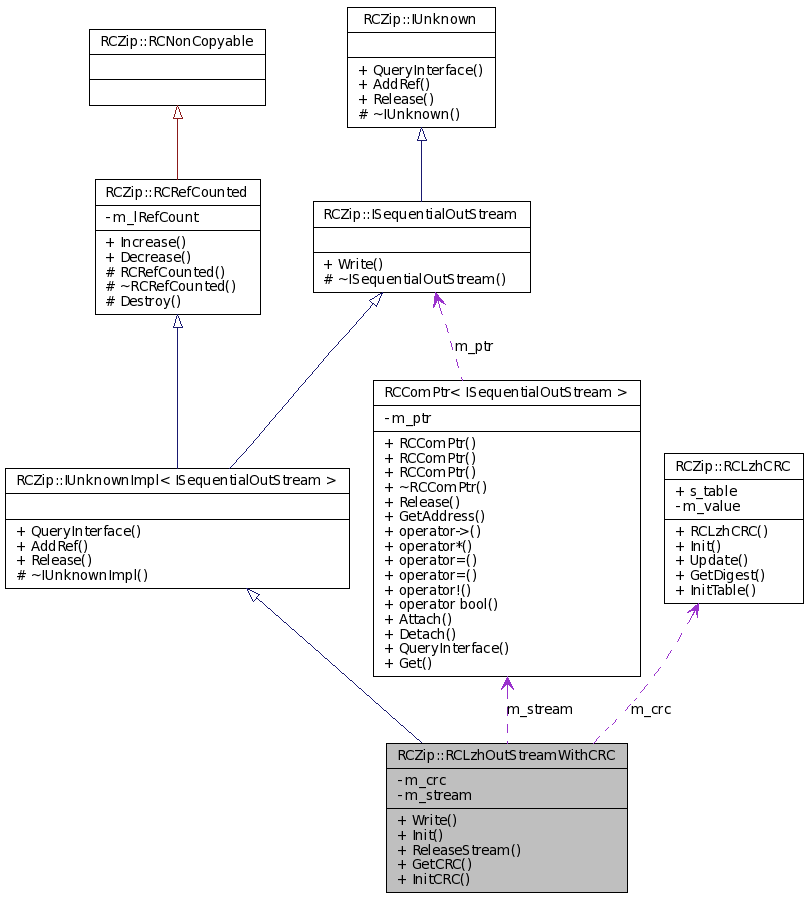 RCZip::IUnknown
+ QueryInterface()
+ AddRef()
+ Release()
# ~IUnknown()
RCZip::RCNonCopyable
RCZip::RCRefCounted
- m_lRefCount
+ Increase()
+ Decrease()
# RCRefCounted()
# ~RCRefCounted()
# Destroy()
RCZip::ISequentialOutStream
+ Write()
# ~ISequentialOutStream()
m_ptr
RCComPtr< ISequentialOutStream >
- m_ptr
+ RCComPtr()
+ RCComPtr()
+ RCComPtr()
+ ~RCComPtr()
+ Release()
+ GetAddress()
+ operator->()
+ operator*()
+ operator=()
+ operator=()
+ operator!()
+ operator bool()
+ Attach()
+ Detach()
+ QueryInterface()
+ Get()
RCZip::IUnknownImpl< ISequentialOutStream >
+ QueryInterface()
+ AddRef()
+ Release()
# ~IUnknownImpl()
RCZip::RCLzhCRC
+ s_table
- m_value
+ RCLzhCRC()
+ Init()
+ Update()
+ GetDigest()
+ InitTable()
m_stream
m_crc
RCZip::RCLzhOutStreamWithCRC
- m_crc
- m_stream
+ Write()
+ Init()
+ ReleaseStream()
+ GetCRC()
+ InitCRC()